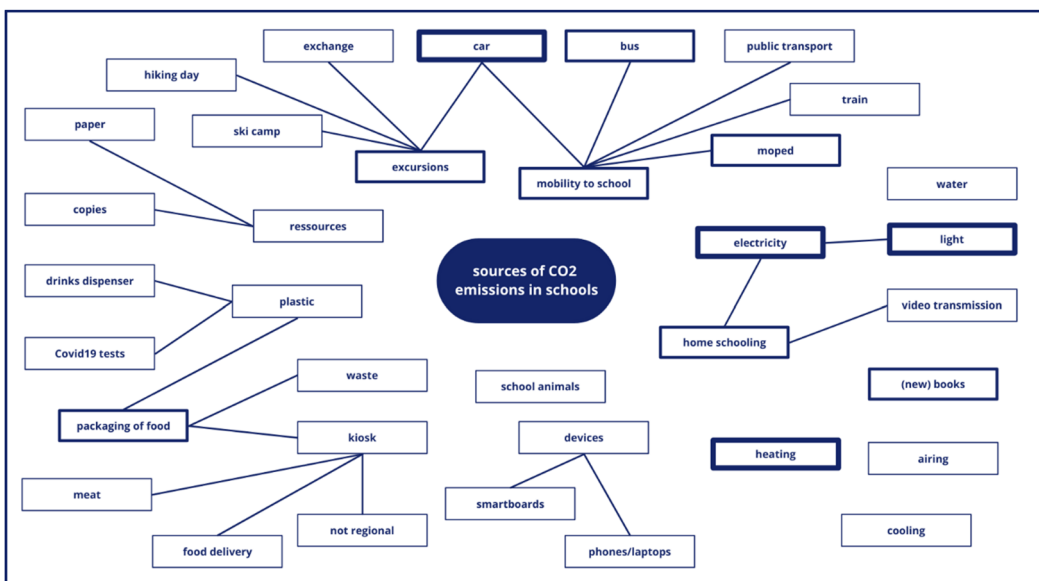 exchange
car
bus
public transport
hiking day
train
paper
ski camp
moped
excursions
mobility to school
water
copies
ressources
electricity
light
sources of CO2
emissions in schools
drinks dispenser
plastic
video transmission
home schooling
Covid19 tests
waste
school animals
(new) books
packaging of food
kiosk
devices
heating
airing
meat
smartboards
not regional
cooling
food delivery
phones/laptops